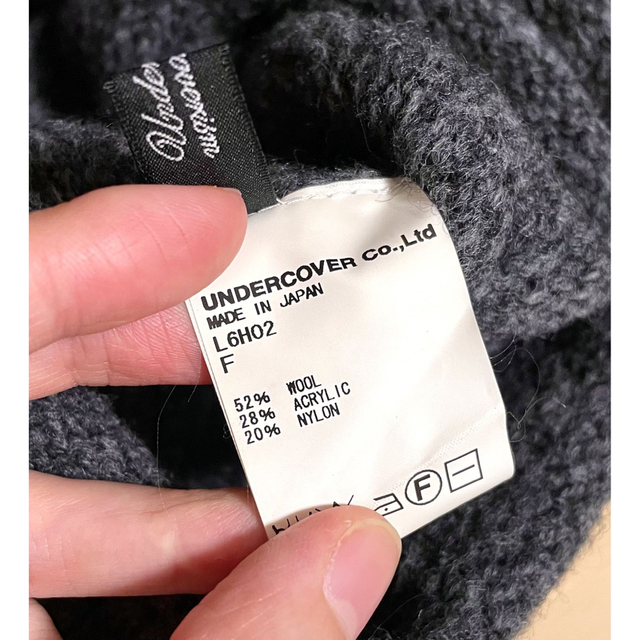 UNDERCOVER Co.,Ltd
MADE IN JAPAN
L6H02
F
52% WOOL
28% ACRYLIC
20% NYLON
F